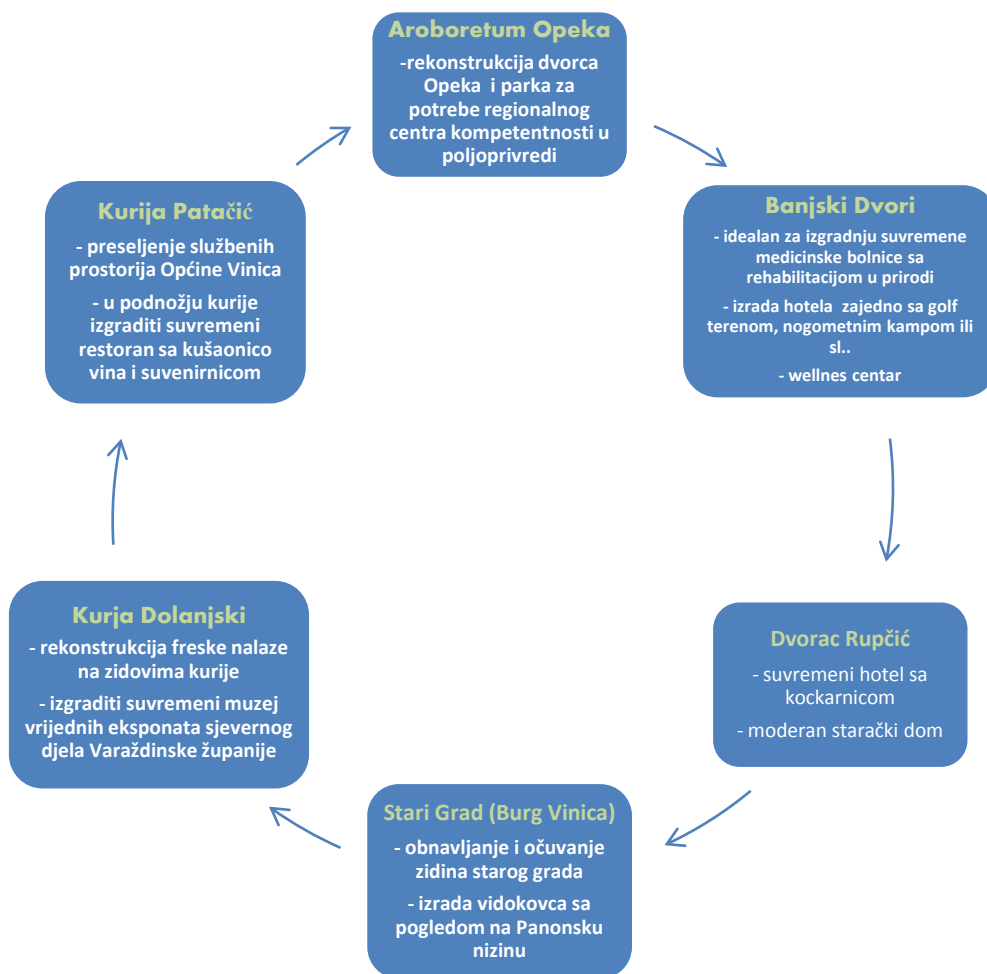 Aroboretum Opeka
-rekonstrukcija dvorca
Opeka i parka za
potrebe regionalnog
centra kompetentnosti u
poljoprivredi
Banjski Dvori
- idealan za izgradnju suvremene
medicinske bolnice sa
rehabilitacijom u prirodi
- izrada hotela zajedno sa golf
terenom, nogometnim kampom ili
sl..
- wellnes centar
Dvorac Rupčić
- suvremeni hotel sa
kockarnicom
- moderan starački dom
Stari Grad (Burg Vinica)
- obnavljanje i očuvanje
zidina starog grada
- izrada vidokovca sa
pogledom na Panonsku
nizinu
Kurja Dolanjski
- rekonstrukcija freske nalaze
na zidovima kurije
- izgraditi suvremeni muzej
vrijednih eksponata sjevernog
djela Varaždinske županije
Kurija Patačić
- preseljenje službenih
prostorija Općine Vinica
- u podnožju kurije
izgraditi suvremeni
restoran sa kušaonico
vina i suvenirnicom